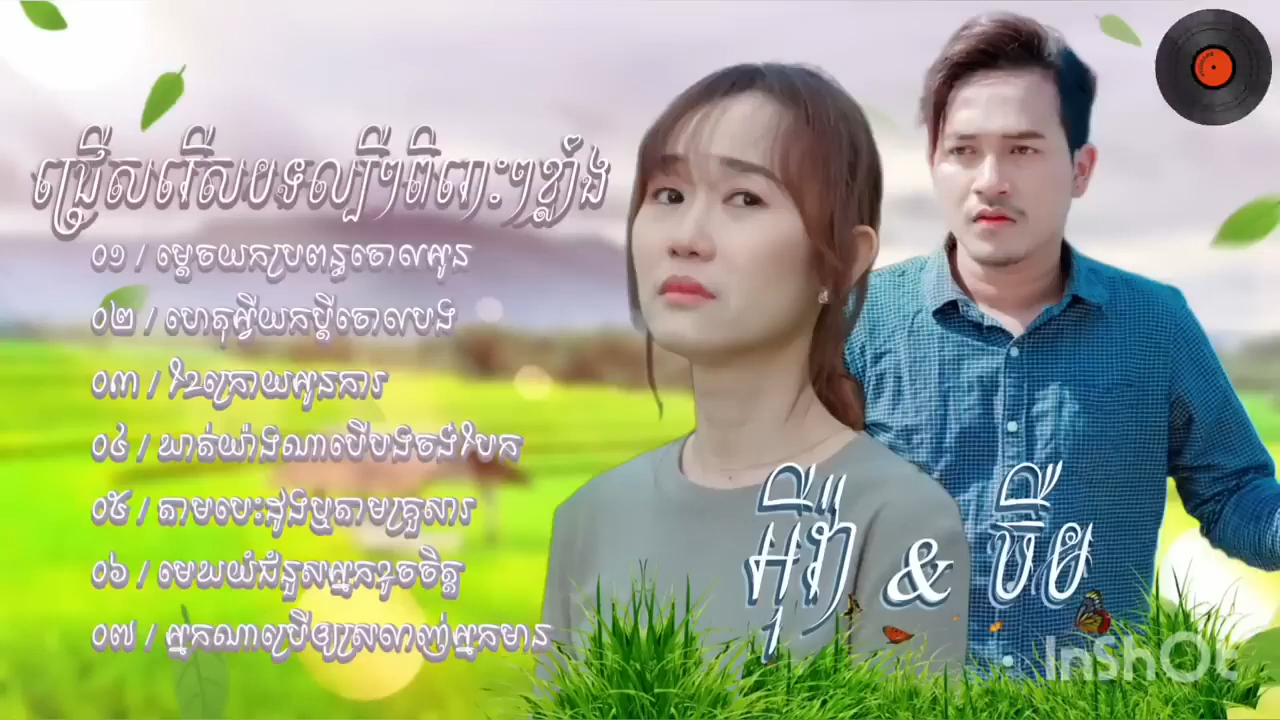 ជ្រើសរើសបទល្បីៗពិរោះៗខ្លាំង
០១ / ម្ដេចយកប្រពន្ធចោលអូន
០២ / ហេតុអ្វីយកប្ដីចោលបង
០៣ / ខែក្រោយអូនការ
០៤ / ឃាត់យ៉ាងណាបើបងចង់បែក
០៥ / តាមបេះដូងឬតាមគ្រួសារ
០៦ / មេឃយំជំនួសអ្នកខូចចិត្ត
០៧ / អ្នកណាប្រើឲ្យស្រលាញ់អ្នកមាន
& ឆឺម
InShOt